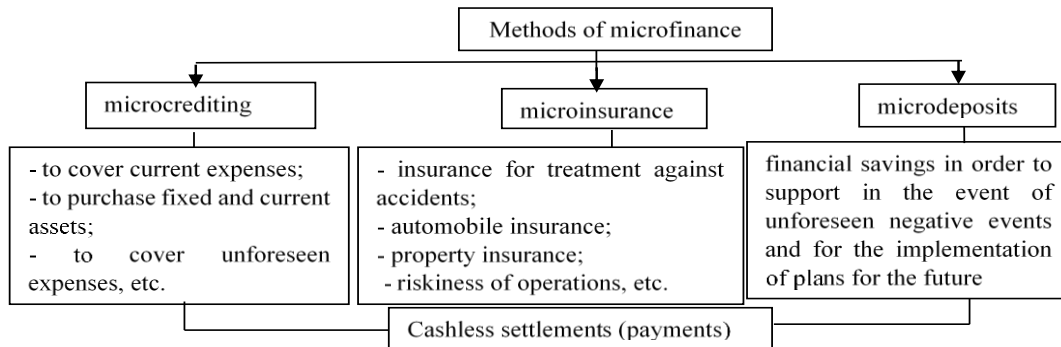 Methods of microfinance
microcrediting
microinsurance
microdeposits
- to cover current expenses;
- to purchase fixed and current
assets;
- to cover unforeseen
expenses, etc.
- insurance for treatment against
accidents;
- automobile insurance;
- property insurance;
- riskiness of operations, etc.
financial savings in order to
support in the event of
unforeseen negative events
and for the implementation
of plans for the future
Cashless settlements (payments)